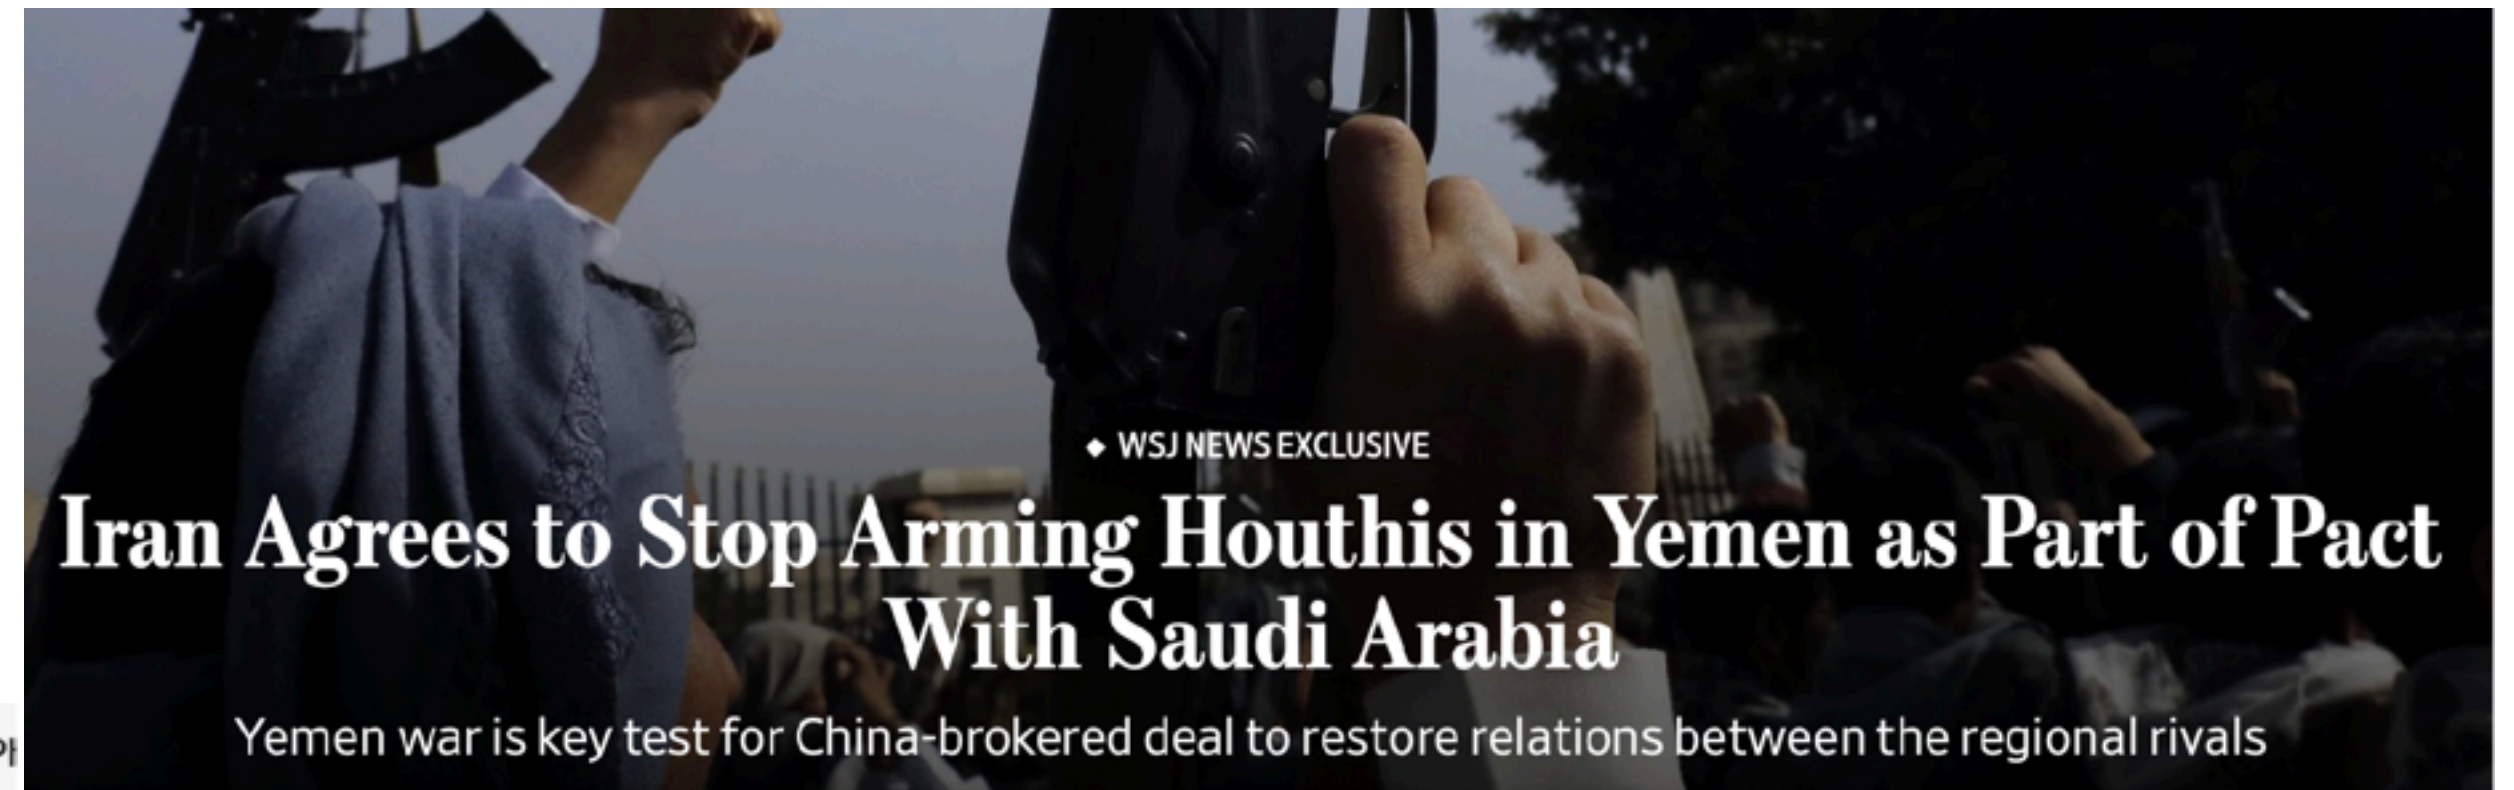 ◆ WSJ NEWS EXCLUSIVE
Iran Agrees to Stop Arming Houthis in Yemen as Part of Pact
With Saudi Arabia
Yemen war is key test for China-brokered deal to restore relations between the regional rivals